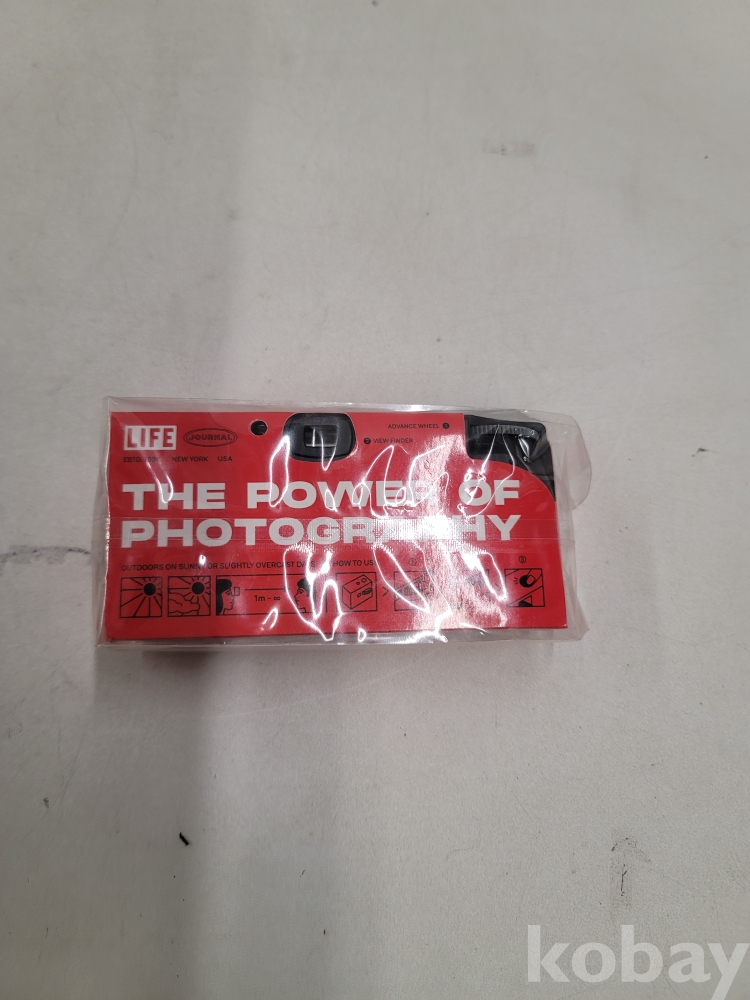 LIFE JOURNAL
ADVANCE WHEEL
VIEW FINDER
NEW YORK U.S.A
THE POWER OF
PHOTOGRAPHY
OUTDOORS ON SUNNY OR SLIGHTLY OVERCAST DAYS HOW TO USE
1m - ∞
kobay